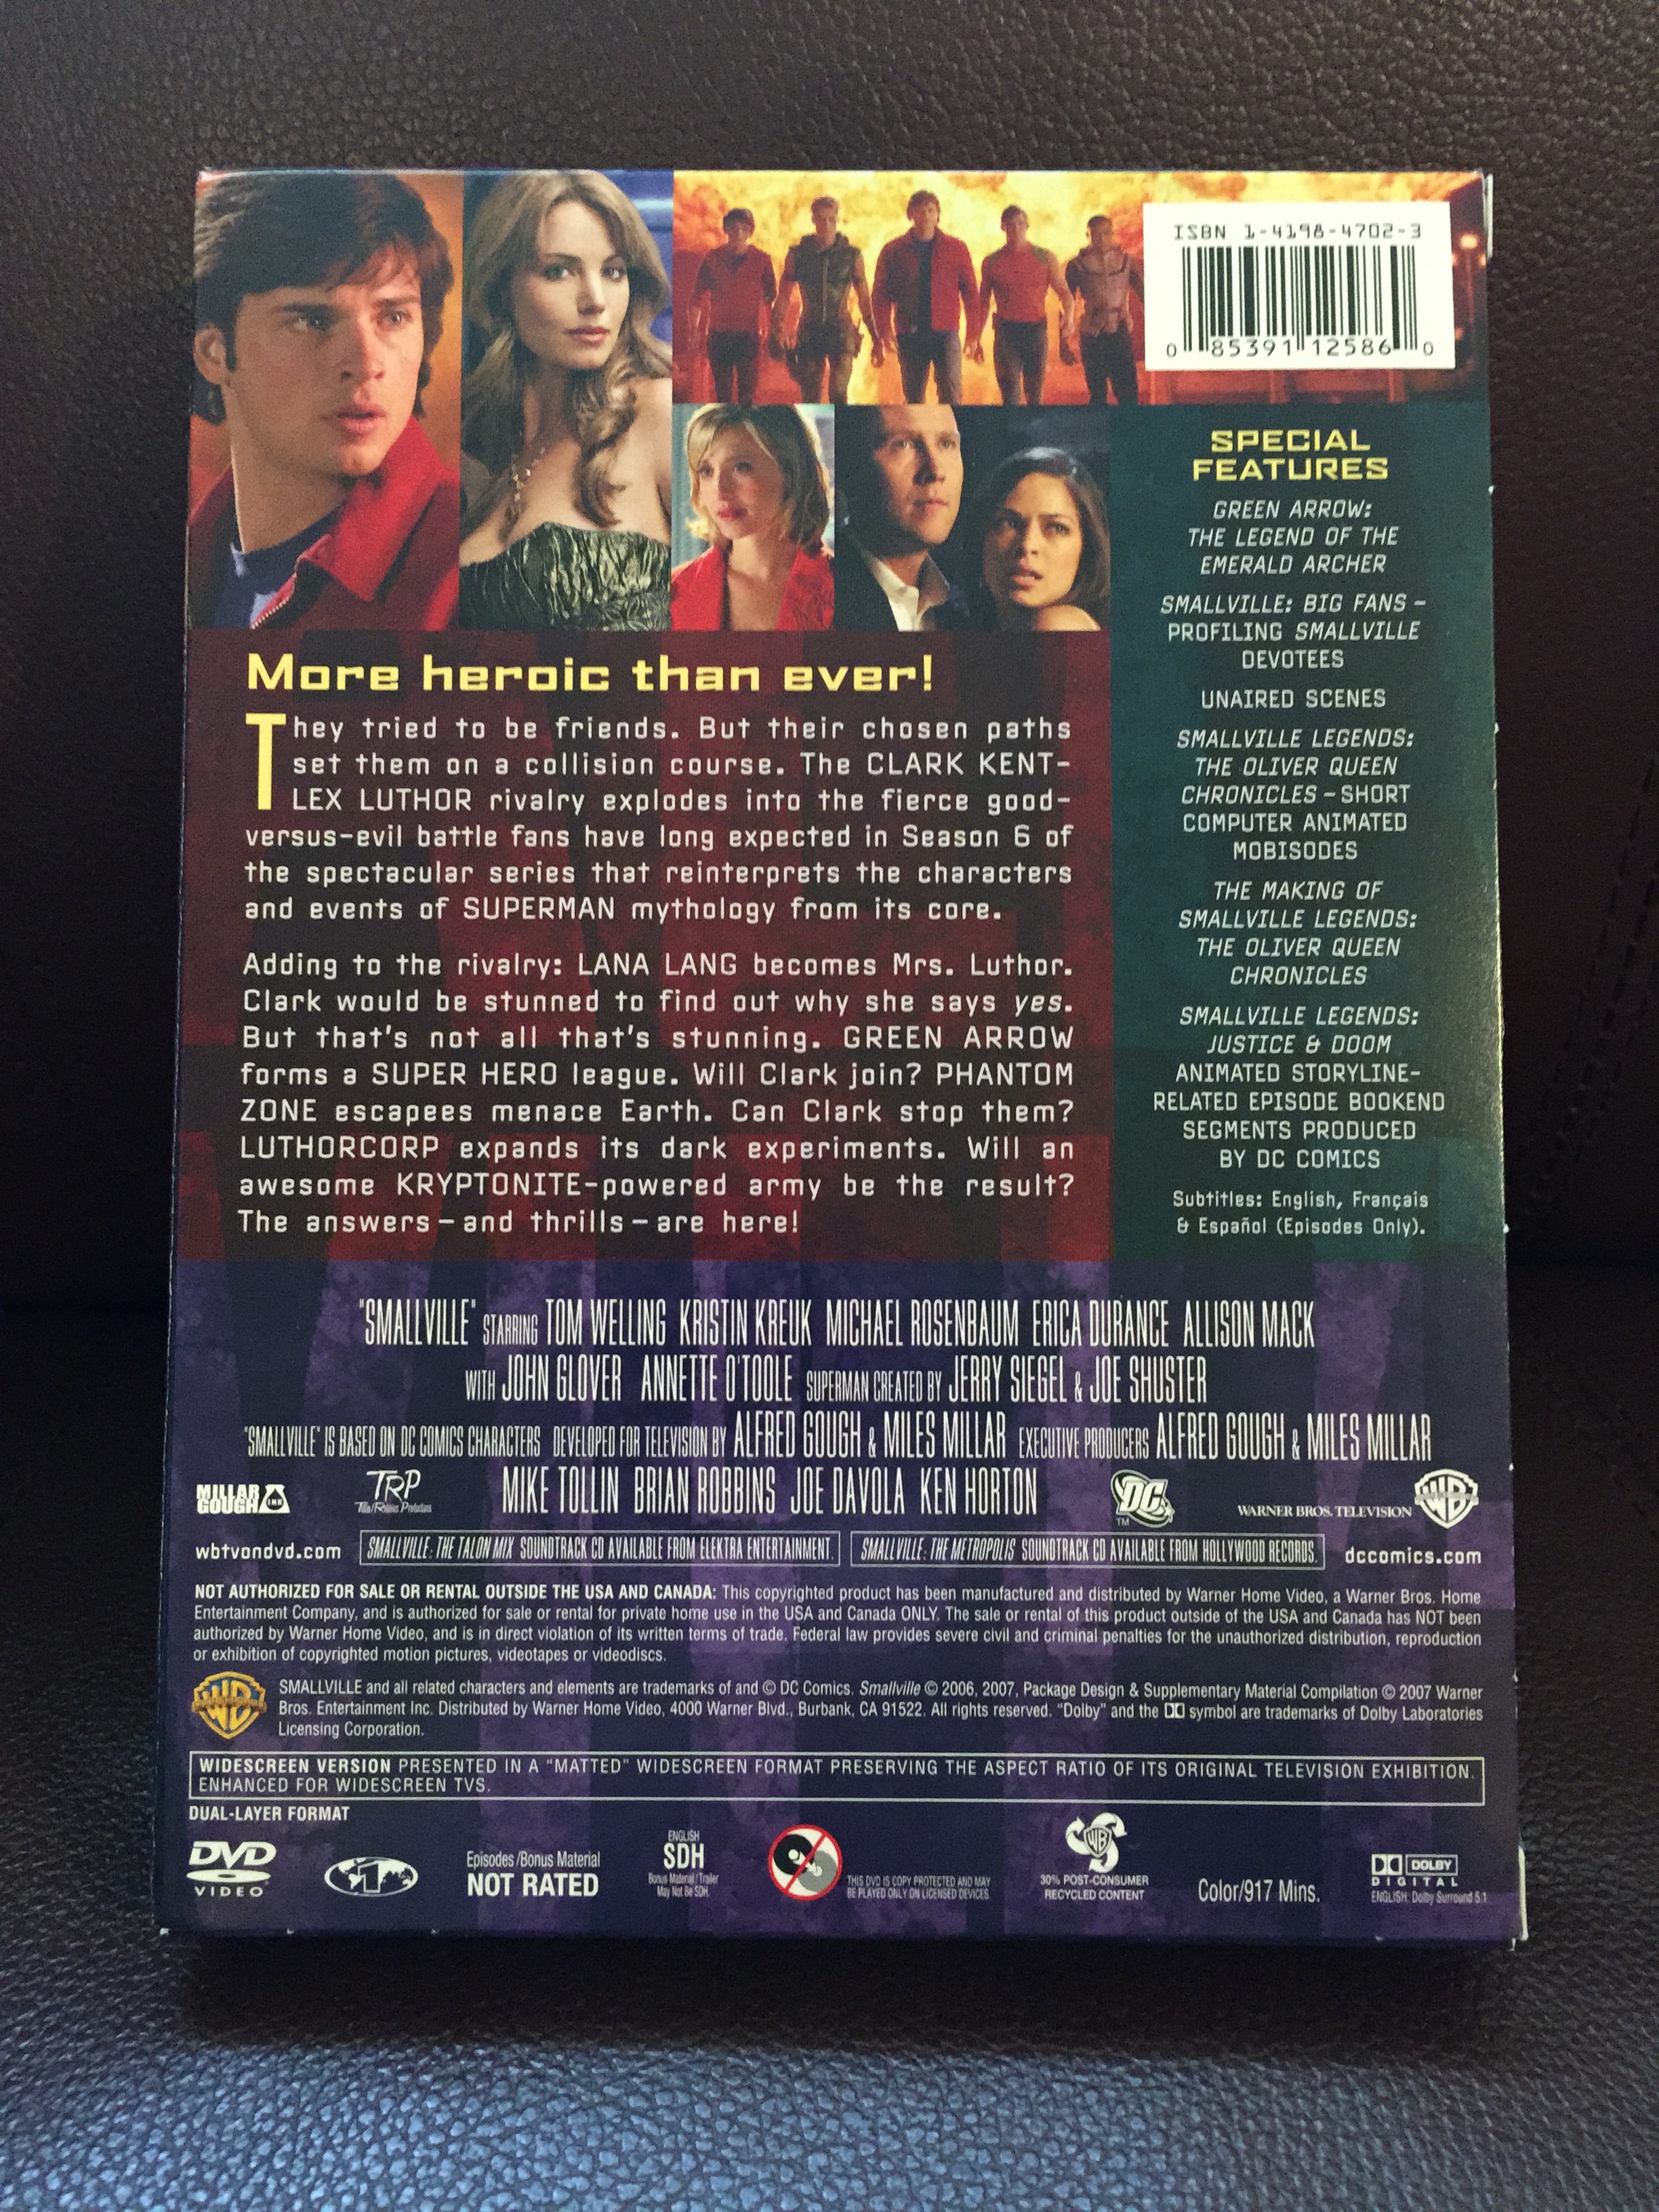 ISBN 1-4198-4702-3
0 85391 12586 0
SPECIAL
FEATURES
GREEN ARROW:
THE LEGEND OF THE
EMERALD ARCHER
SMALLVILLE: BIG FANS –
PROFILING SMALLVILLE
DEVOTEES
UNAIRED SCENES
SMALLVILLE LEGENDS:
THE OLIVER QUEEN
CHRONICLES – SHORT
COMPUTER ANIMATED
MOBISODES
THE MAKING OF
SMALLVILLE LEGENDS:
THE OLIVER QUEEN
CHRONICLES
SMALLVILLE LEGENDS:
JUSTICE & DOOM
ANIMATED STORYLINE-
RELATED EPISODE BOOKEND
SEGMENTS PRODUCED
BY DC COMICS
Subtitles: English, Français
& Español (Episodes Only).
More heroic than ever!
They tried to be friends. But their chosen paths
set them on a collision course. The CLARK KENT-
LEX LUTHOR rivalry explodes into the fierce good-
versus-evil battle fans have long expected in Season 6 of
the spectacular series that reinterprets the characters
and events of SUPERMAN mythology from its core.
Adding to the rivalry: LANA LANG becomes Mrs. Luthor.
Clark would be stunned to find out why she says yes.
But that's not all that's stunning. GREEN ARROW
forms a SUPER HERO league. Will Clark join? PHANTOM
ZONE escapees menace Earth. Can Clark stop them?
LUTHORCORP expands its dark experiments. Will an
awesome KRYPTONITE-powered army be the result?
The answers – and thrills – are here!
"SMALLVILLE" STARRING TOM WELLING KRISTIN KREUK MICHAEL ROSENBAUM ERICA DURANCE ALLISON MACK
WITH JOHN GLOVER ANNETTE O'TOOLE SUPERMAN CREATED BY JERRY SIEGEL & JOE SHUSTER
"SMALLVILLE" IS BASED ON DC COMICS CHARACTERS DEVELOPED FOR TELEVISION BY ALFRED GOUGH & MILES MILLAR EXECUTIVE PRODUCERS ALFRED GOUGH & MILES MILLAR
MILLAR GOUGH INK TRP Tollin/Robbins Productions MIKE TOLLIN BRIAN ROBBINS JOE DAVOLA KEN HORTON DC TM WARNER BROS. TELEVISION WB
wbtvondvd.com SMALLVILLE: THE TALON MIX SOUNDTRACK CD AVAILABLE FROM ELEKTRA ENTERTAINMENT. SMALLVILLE: THE METROPOLIS SOUNDTRACK CD AVAILABLE FROM HOLLYWOOD RECORDS. dccomics.com
NOT AUTHORIZED FOR SALE OR RENTAL OUTSIDE THE USA AND CANADA: This copyrighted product has been manufactured and distributed by Warner Home Video, a Warner Bros. Home
Entertainment Company, and is authorized for sale or rental for private home use in the USA and Canada ONLY. The sale or rental of this product outside of the USA and Canada has NOT been
authorized by Warner Home Video, and is in direct violation of its written terms of trade. Federal law provides severe civil and criminal penalties for the unauthorized distribution, reproduction
or exhibition of copyrighted motion pictures, videotapes or videodiscs.
WB SMALLVILLE and all related characters and elements are trademarks of and © DC Comics. Smallville © 2006, 2007, Package Design & Supplementary Material Compilation © 2007 Warner
Bros. Entertainment Inc. Distributed by Warner Home Video, 4000 Warner Blvd., Burbank, CA 91522. All rights reserved. "Dolby" and the DD symbol are trademarks of Dolby Laboratories
Licensing Corporation.
WIDESCREEN VERSION PRESENTED IN A "MATTED" WIDESCREEN FORMAT PRESERVING THE ASPECT RATIO OF ITS ORIGINAL TELEVISION EXHIBITION.
ENHANCED FOR WIDESCREEN TVS.
DUAL-LAYER FORMAT
DVD
VIDEO
1
Episodes/Bonus Material
NOT RATED
ENGLISH
SDH
Bonus Material/Trailer
May Not Be SDH.
THIS DVD IS COPY PROTECTED AND MAY
BE PLAYED ONLY ON LICENSED DEVICES.
WB
30% POST-CONSUMER
RECYCLED CONTENT
Color/917 Mins.
DOLBY
DIGITAL
ENGLISH: Dolby Surround 5.1